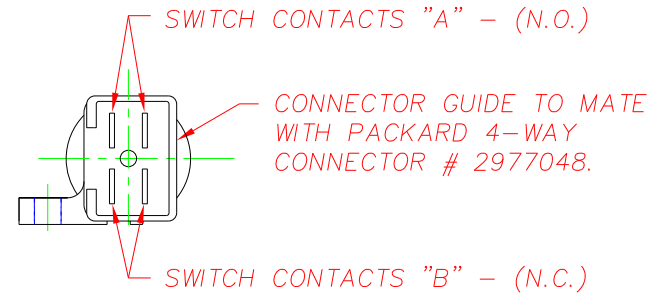 SWITCH CONTACTS "A" - (N.O.)
CONNECTOR GUIDE TO MATE
WITH PACKARD 4-WAY
CONNECTOR # 2977048.
SWITCH CONTACTS "B" - (N.C.)